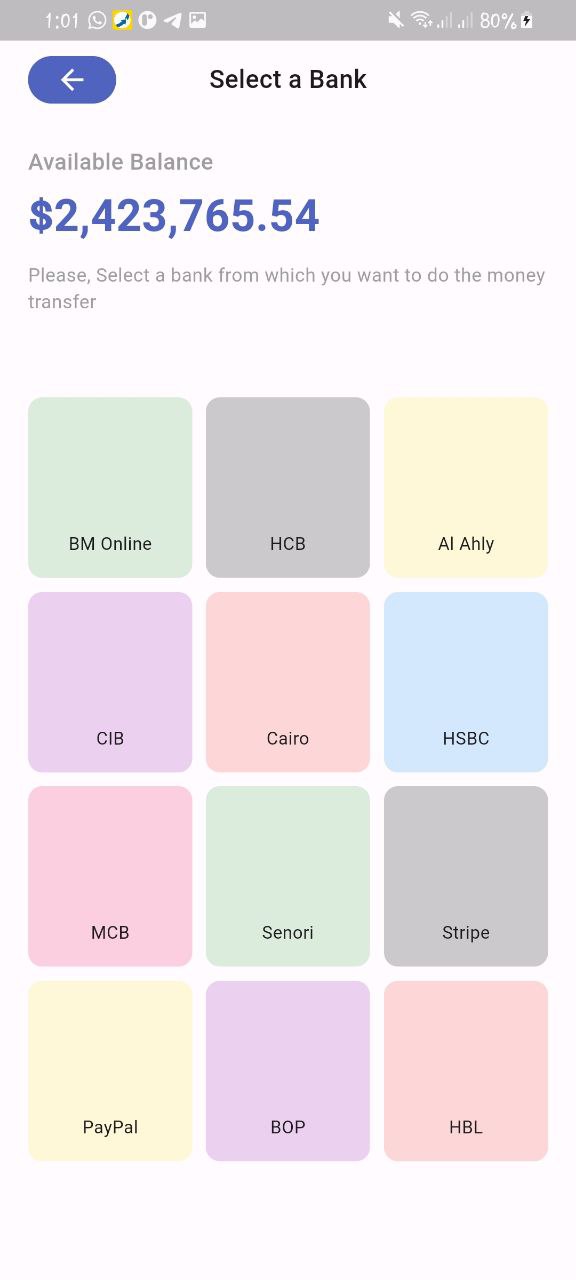 1:01
80%
Select a Bank
Available Balance
$2,423,765.54
Please, Select a bank from which you want to do the money
transfer
BM Online
HCB
Al Ahly
CIB
Cairo
HSBC
MCB
Senori
Stripe
PayPal
BOP
HBL